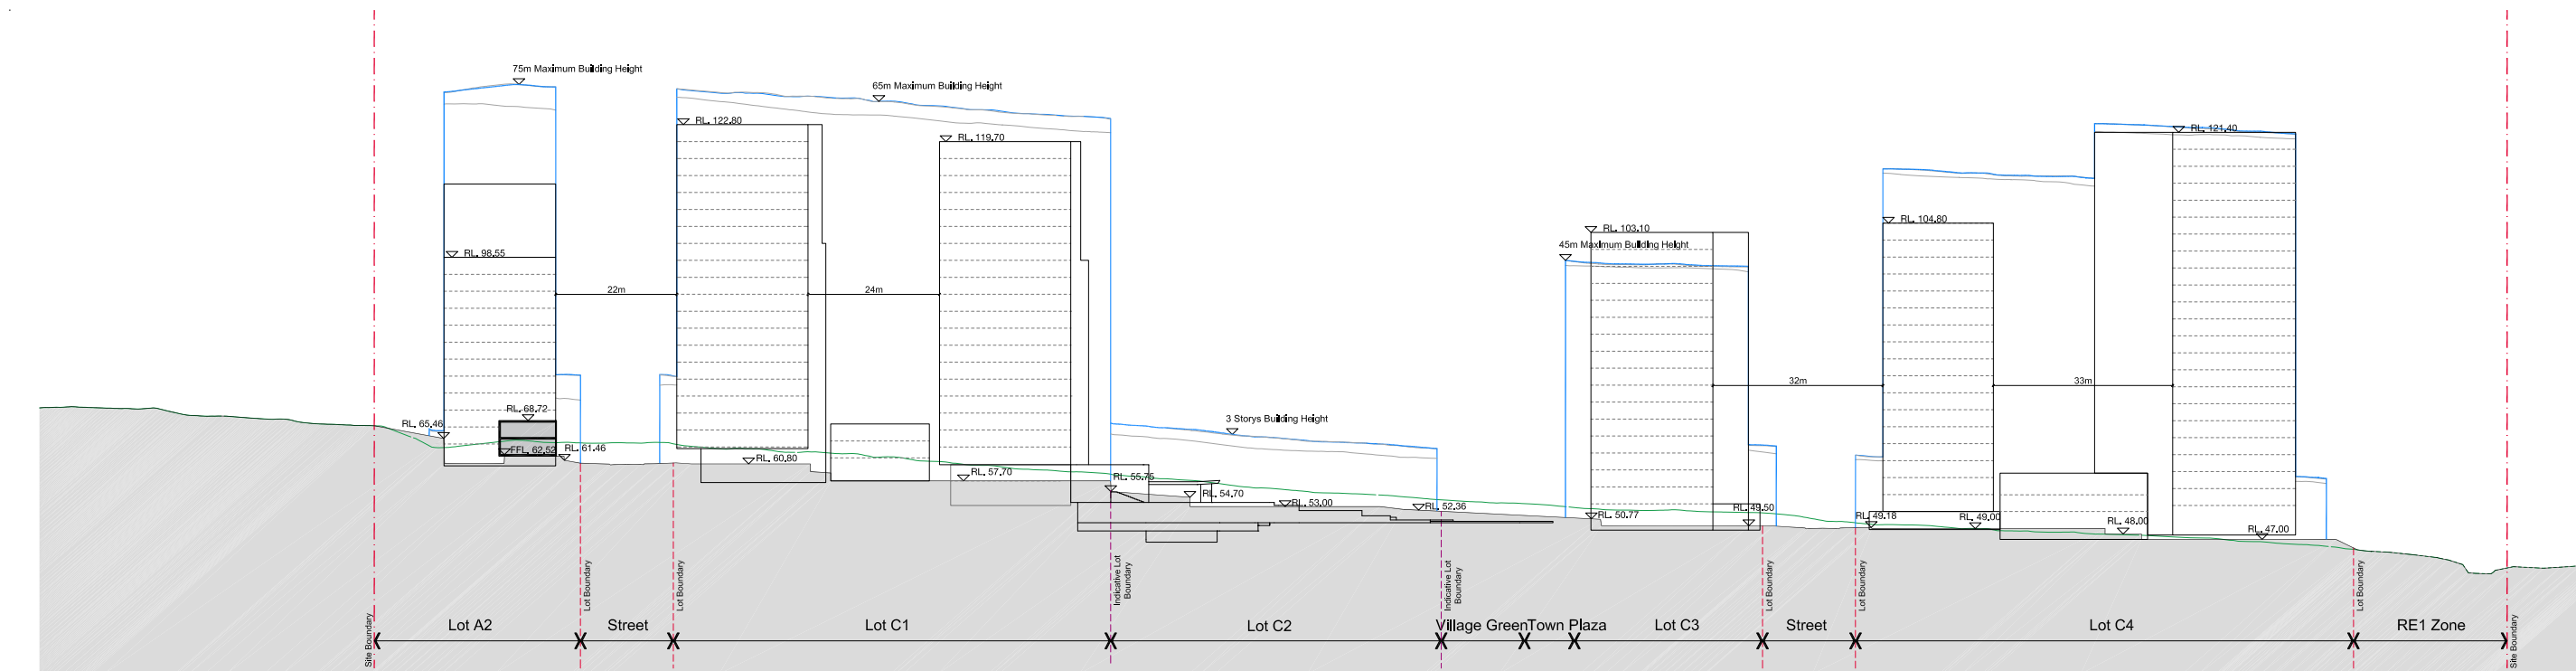 75m Maximum Building Height
65m Maximum Building Height
RL. 122.80
RL. 119.70
RL. 121.40
RL. 104.80
RL. 103.10
45m Maximum Building Height
RL. 98.55
22m
24m
32m
33m
3 Storys Building Height
RL. 68.72
RL. 65.46
FFL. 62.52
RL. 61.46
RL. 60.80
RL. 57.70
RL. 55.75
RL. 54.70
RL. 53.00
RL. 52.36
RL. 50.77
RL. 49.50
RL. 49.18
RL. 49.00
RL. 48.00
RL. 47.00
Site Boundary
Lot Boundary
Lot Boundary
Indicative Lot
Boundary
Indicative Lot
Boundary
Lot Boundary
Lot Boundary
Lot Boundary
Site Boundary
Lot A2
Street
Lot C1
Lot C2
Village Green
Town Plaza
Lot C3
Street
Lot C4
RE1 Zone